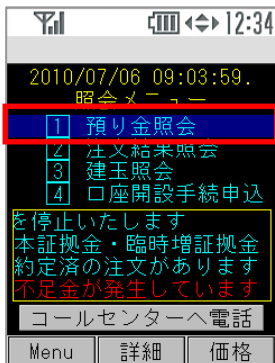 12:34
2010/07/06 09:03:59.
照会メニュー
1 預り金照会
2 注文結果照会
3 建玉照会
4 口座開設手続申込
を停止いたします
本証拠金・臨時増証拠金
約定済の注文があります
不足金が発生しています
コールセンターへ電話
Menu 詳細 価格